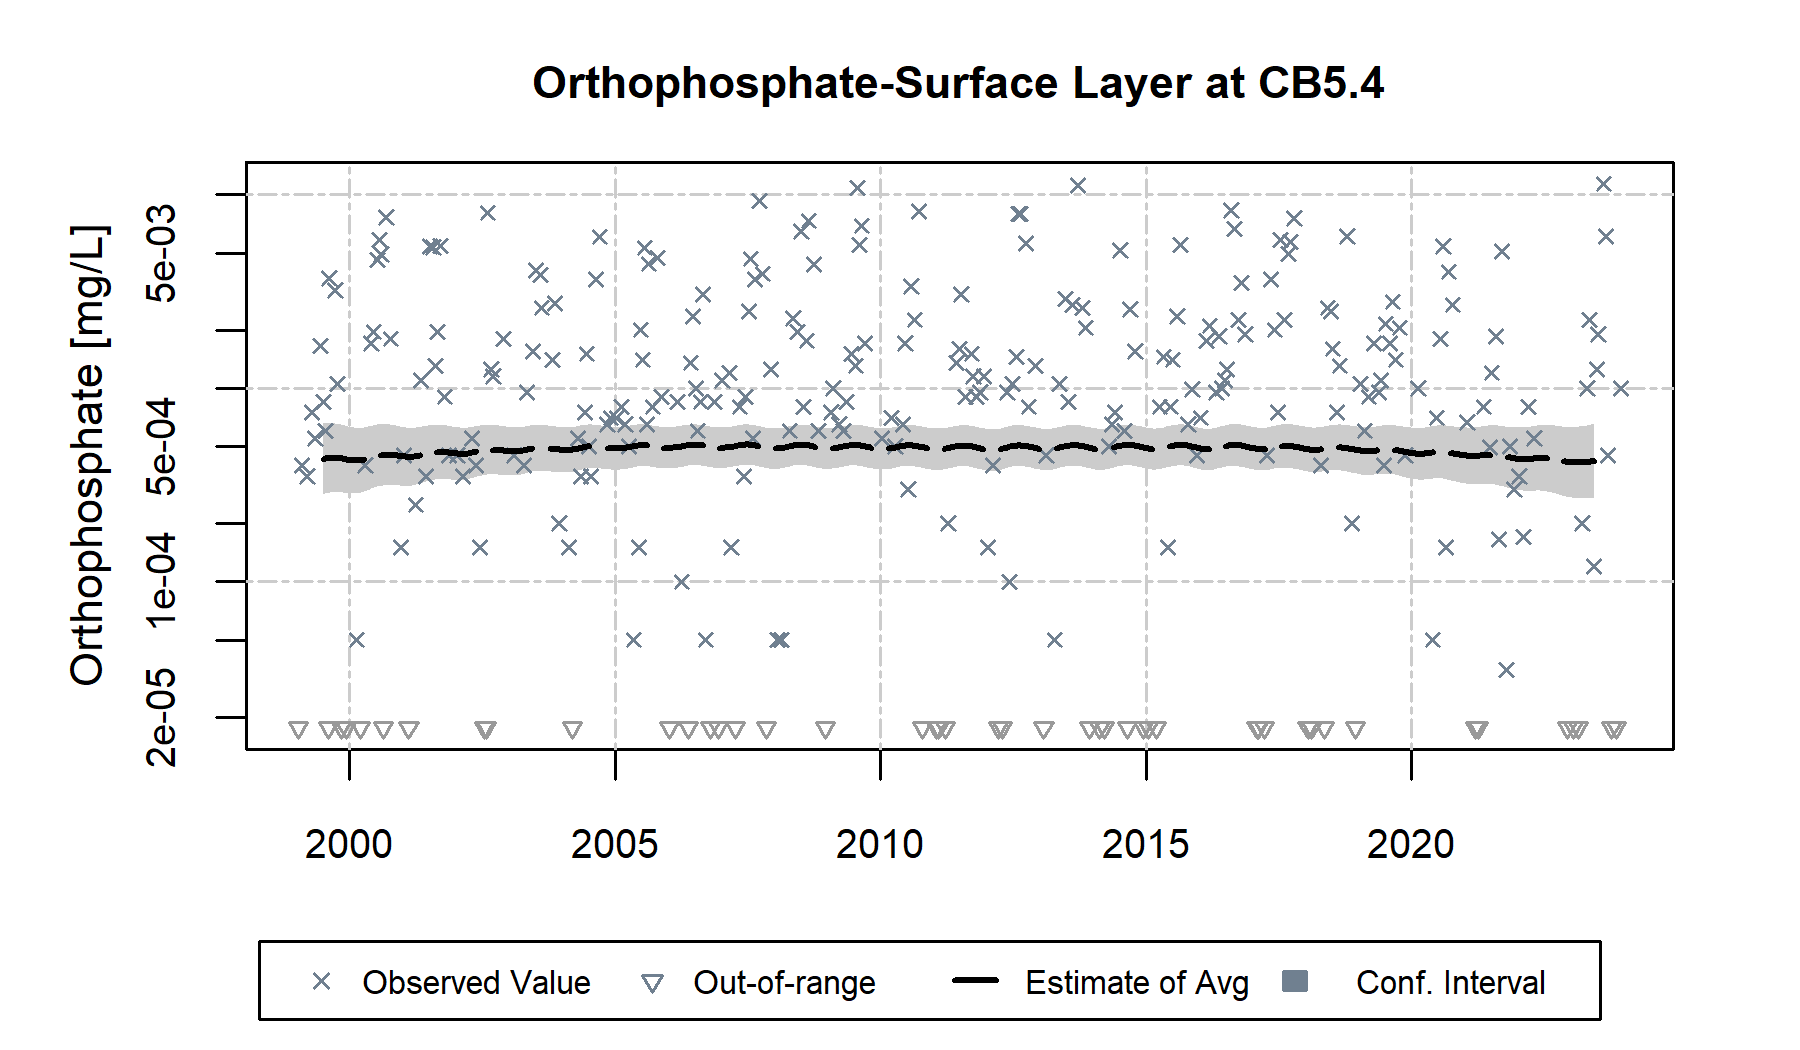 Orthophosphate-Surface Layer at CB5.4
Orthophosphate [mg/L]
5e-03
5e-04
1e-04
2e-05
2000 2005 2010 2015 2020
Observed Value Out-of-range Estimate of Avg Conf. Interval